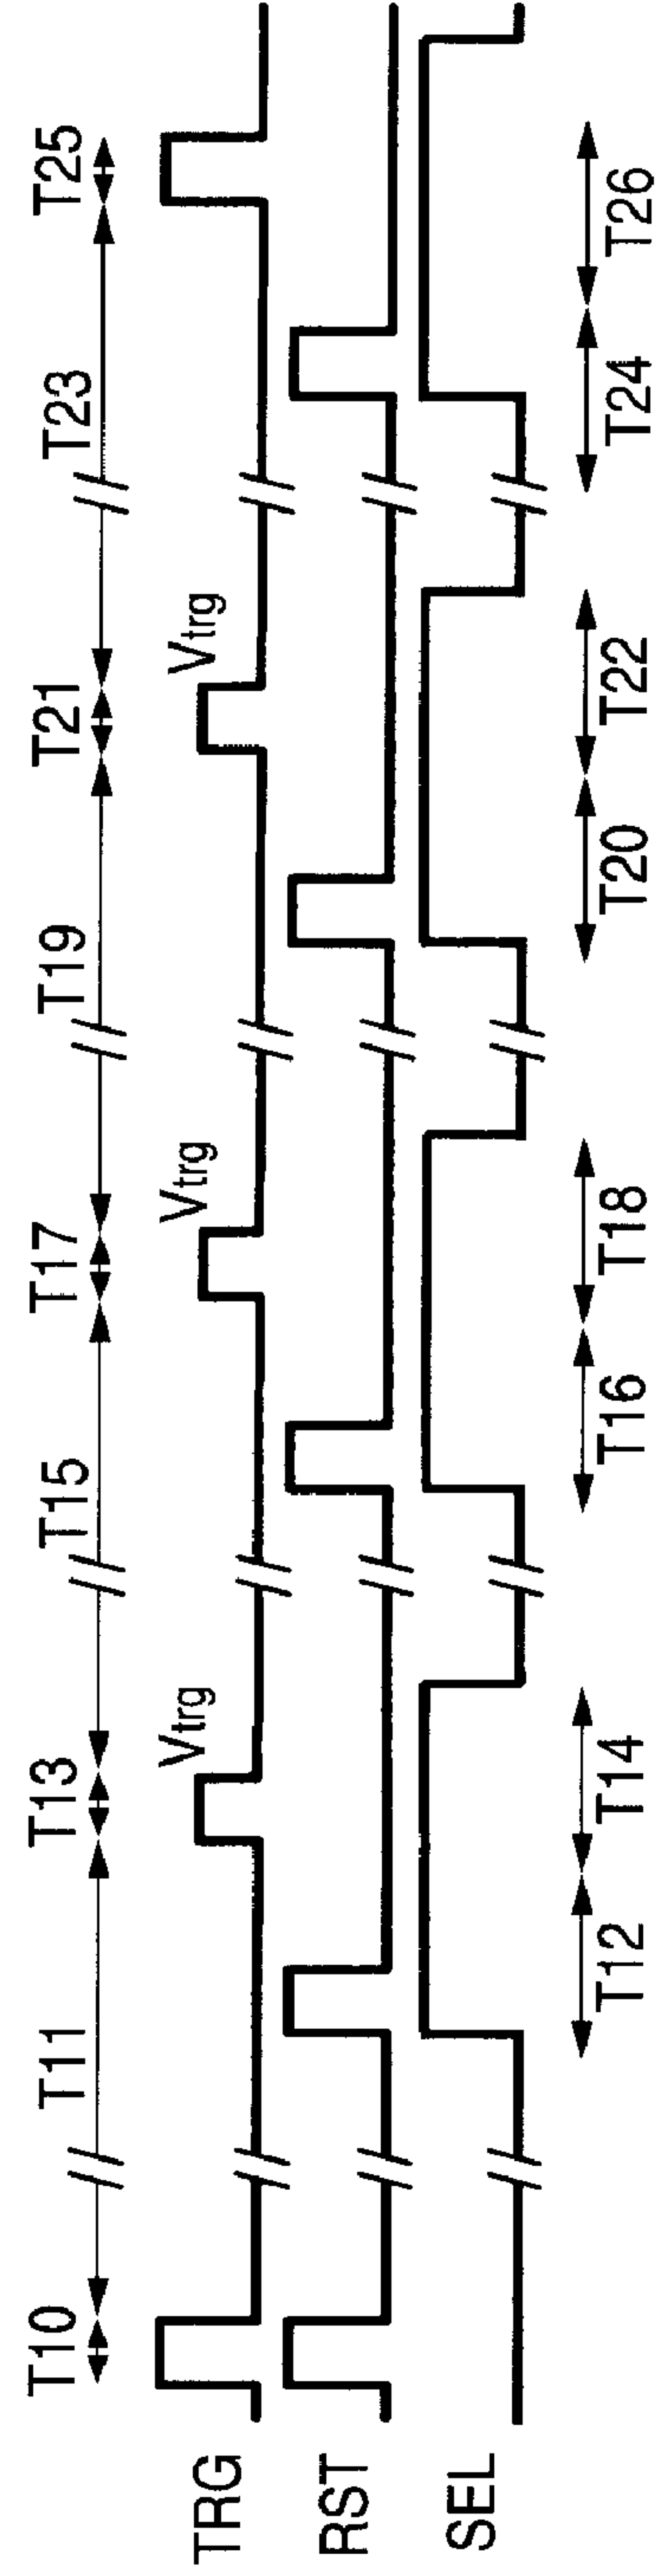 T10 T11 T13 T15 T17 T19 T21 T23 T25
Vtrg Vtrg Vtrg
TRG
RST
SEL
T12 T14 T16 T18 T20 T22 T24 T26